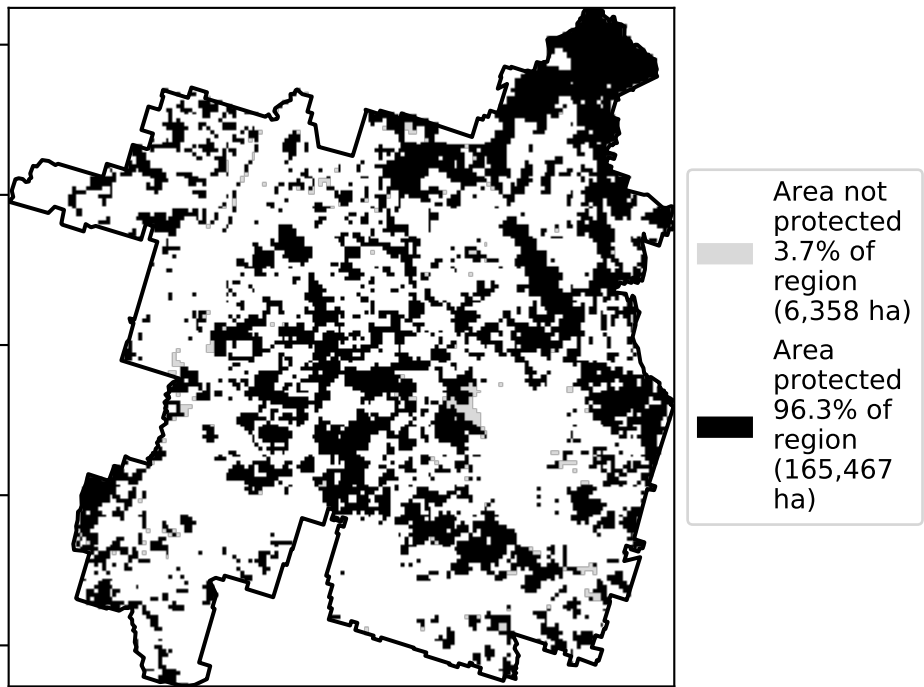 Area not
protected
3.7% of
region
(6,358 ha)
Area
protected
96.3% of
region
(165,467
ha)